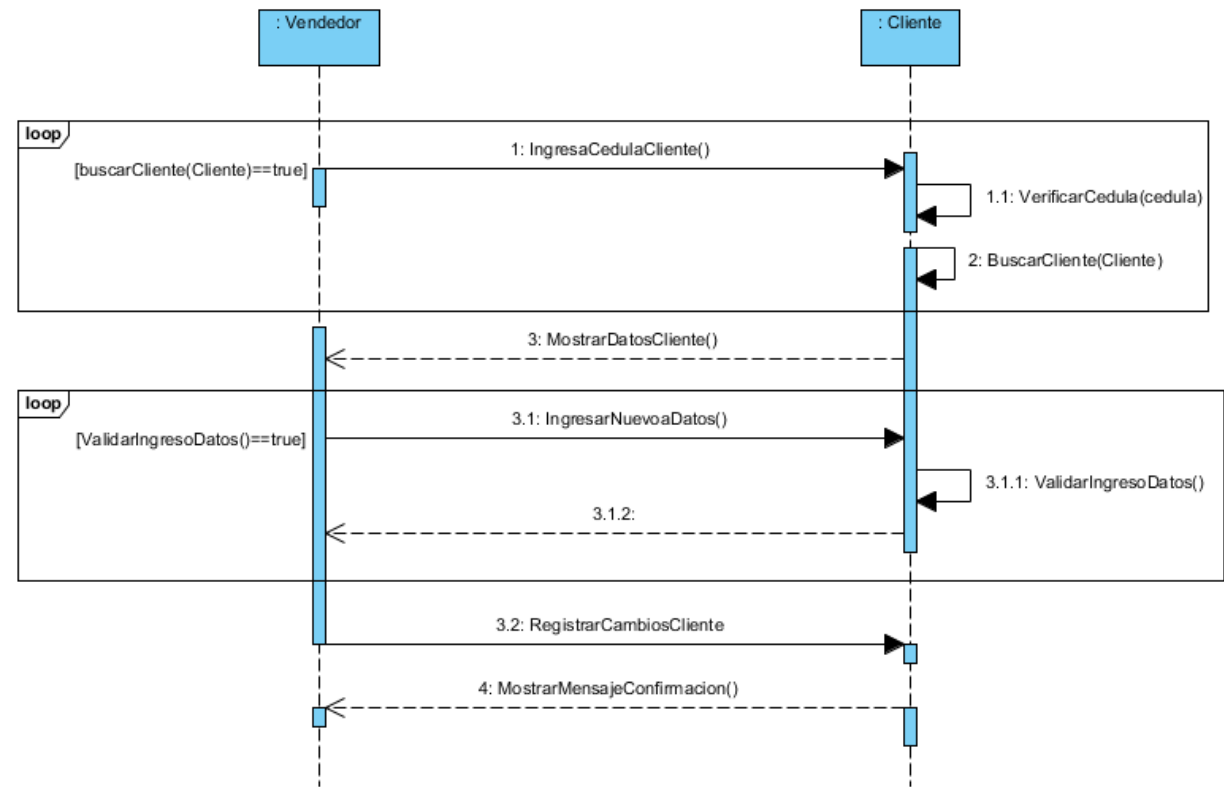 : Vendedor
: Cliente
loop
1: IngresaCedulaCliente()
[buscarCliente(Cliente)==true]
1.1: VerificarCedula(cedula)
2: BuscarCliente(Cliente)
3: MostrarDatosCliente()
loop
3.1: IngresarNuevoaDatos()
[ValidarIngresoDatos()==true]
3.1.1: ValidarIngresoDatos()
3.1.2:
3.2: RegistrarCambiosCliente
4: MostrarMensajeConfirmacion()